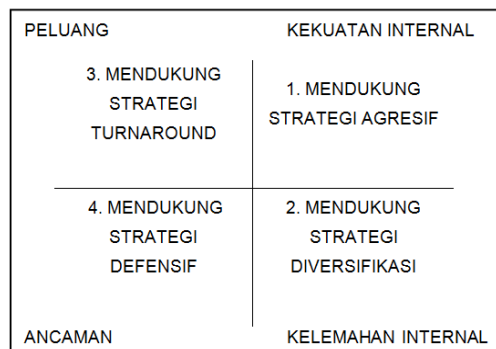 PELUANG KEKUATAN INTERNAL
3. MENDUKUNG
STRATEGI
TURNAROUND
1. MENDUKUNG
STRATEGI AGRESIF
4. MENDUKUNG
STRATEGI
DEFENSIF
2. MENDUKUNG
STRATEGI
DIVERSIFIKASI
ANCAMAN KELEMAHAN INTERNAL